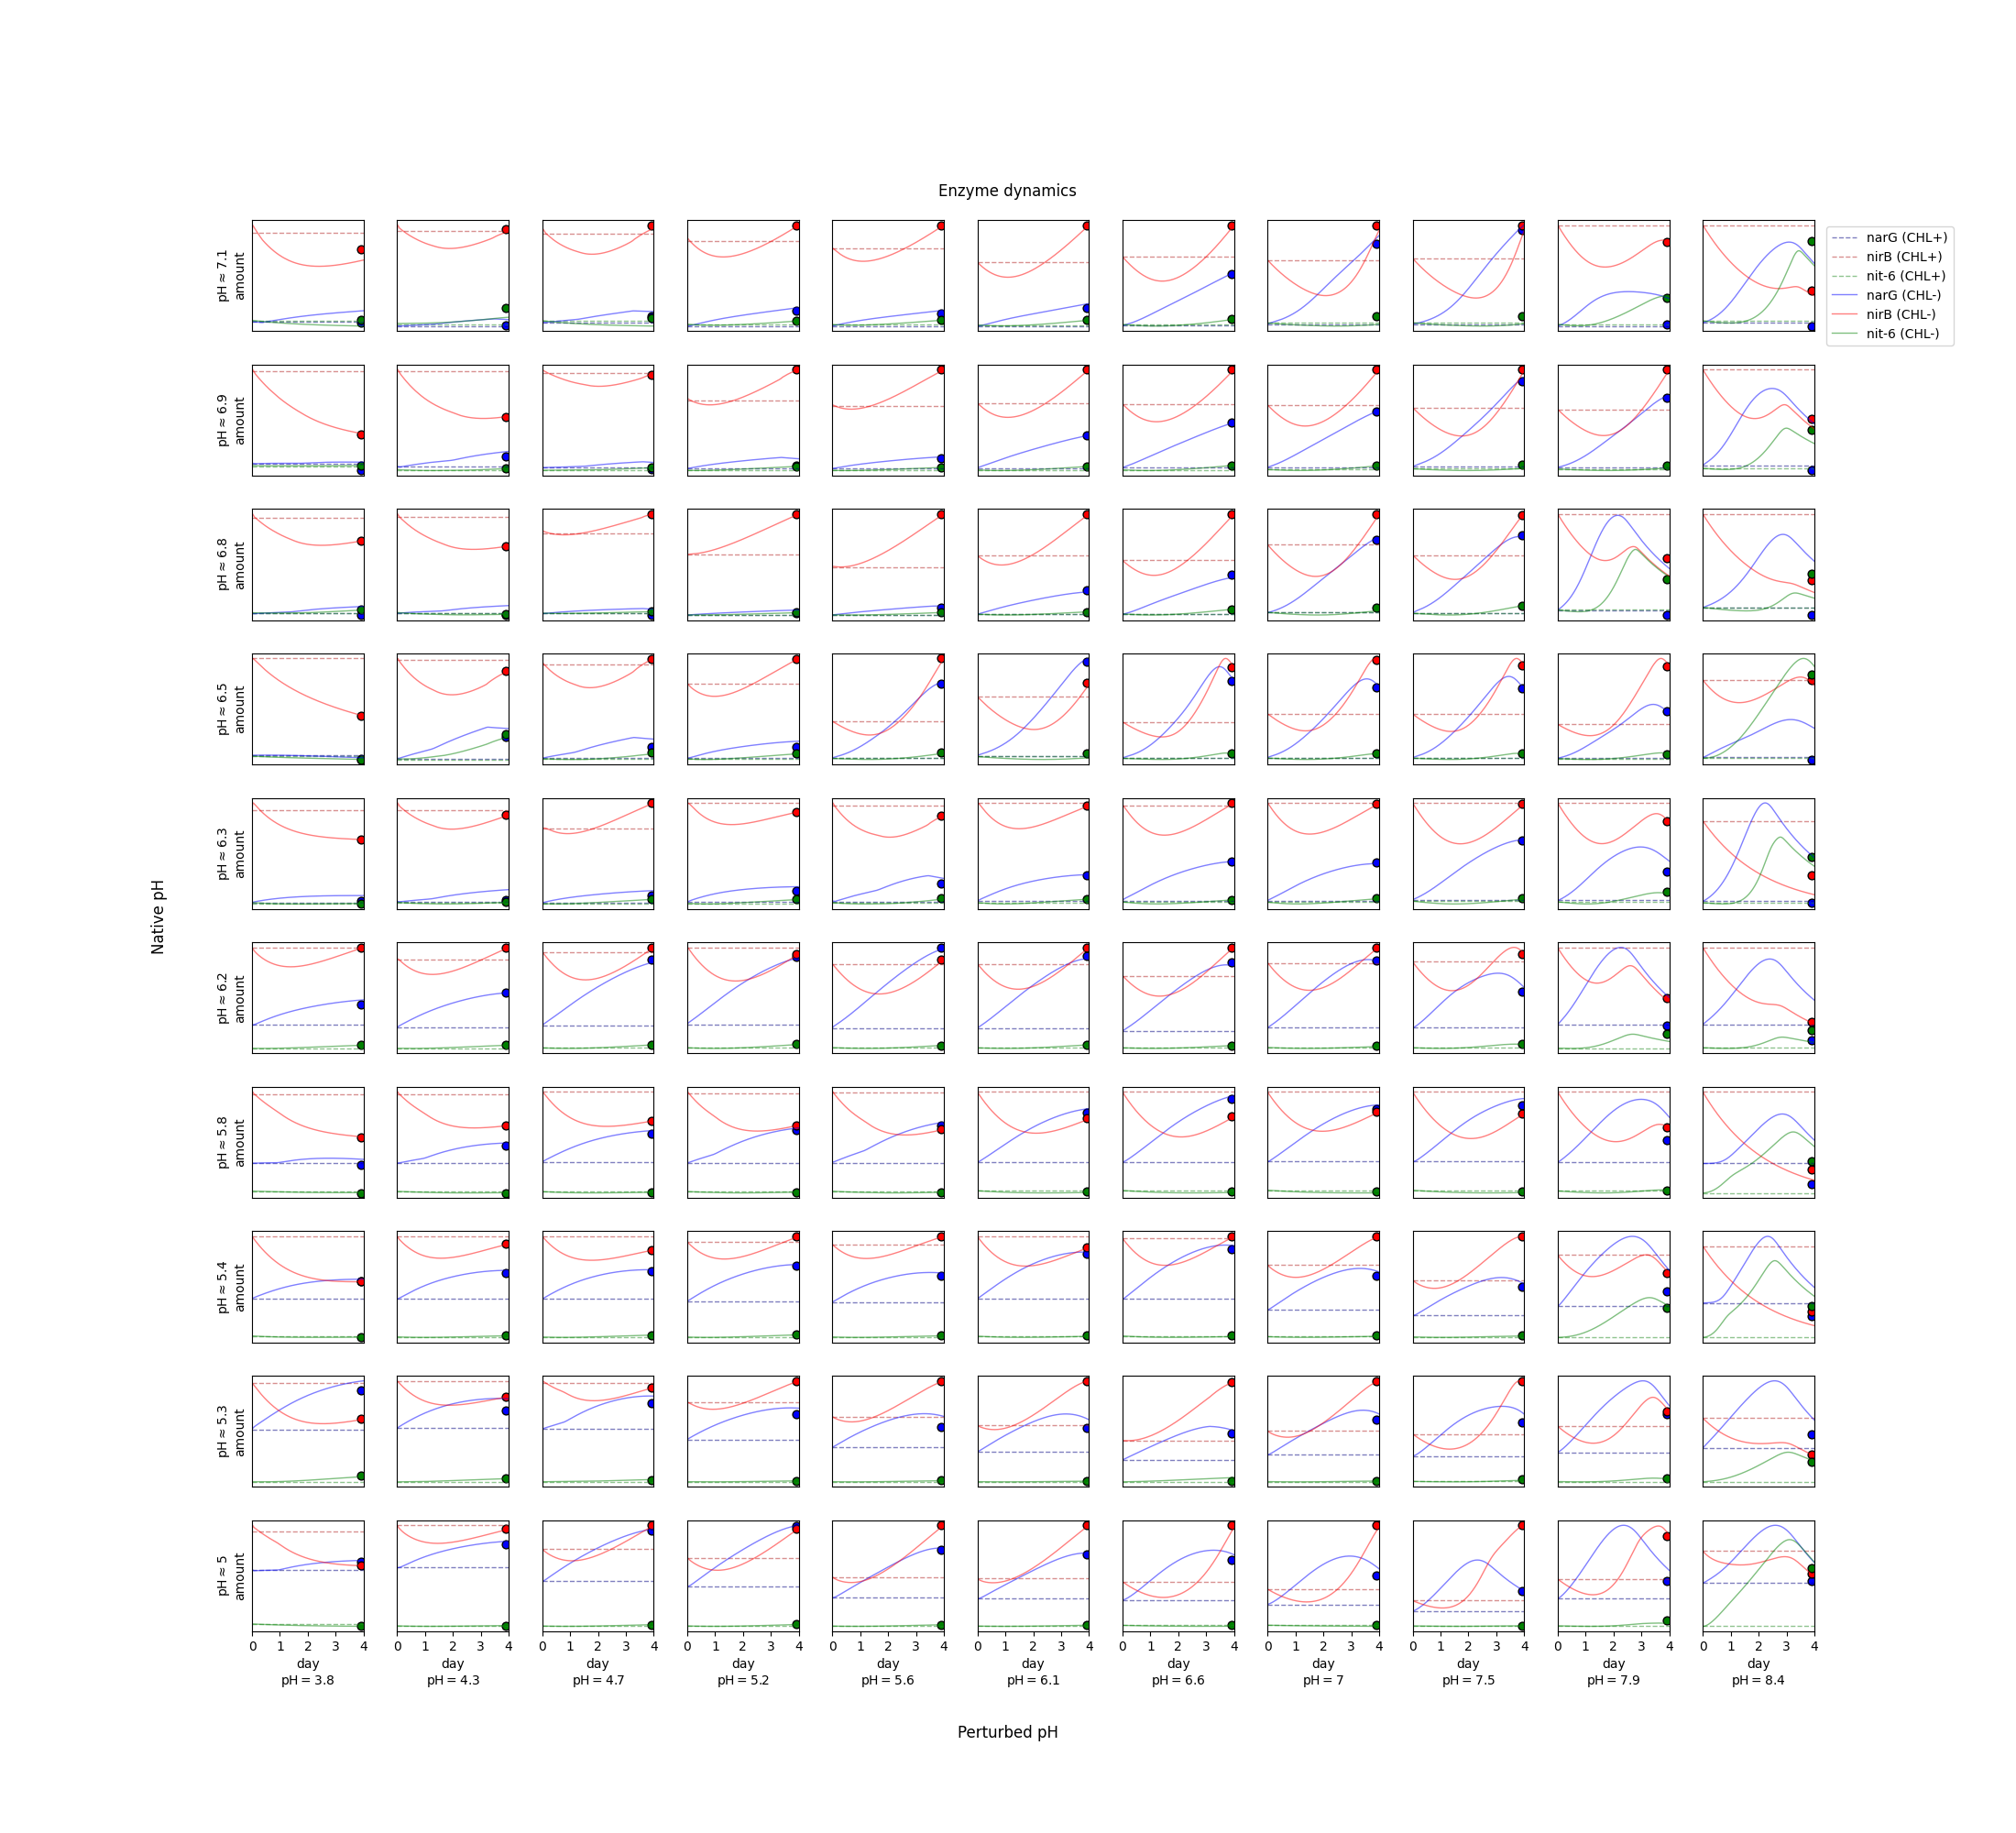 Enzyme dynamics
pH ≈ 7.1
amount
narG (CHL+)
nirB (CHL+)
nit-6 (CHL+)
narG (CHL-)
nirB (CHL-)
nit-6 (CHL-)
pH ≈ 6.9
amount
pH ≈ 6.8
amount
pH ≈ 6.5
amount
pH ≈ 6.3
amount
Native pH
pH ≈ 6.2
amount
pH ≈ 5.8
amount
pH ≈ 5.4
amount
pH ≈ 5.3
amount
pH ≈ 5
amount
0 1 2 3 4 0 1 2 3 4 0 1 2 3 4 0 1 2 3 4 0 1 2 3 4 0 1 2 3 4 0 1 2 3 4 0 1 2 3 4 0 1 2 3 4 0 1 2 3 4 0 1 2 3 4
day day day day day day day day day day day
pH = 3.8 pH = 4.3 pH = 4.7 pH = 5.2 pH = 5.6 pH = 6.1 pH = 6.6 pH = 7 pH = 7.5 pH = 7.9 pH = 8.4
Perturbed pH